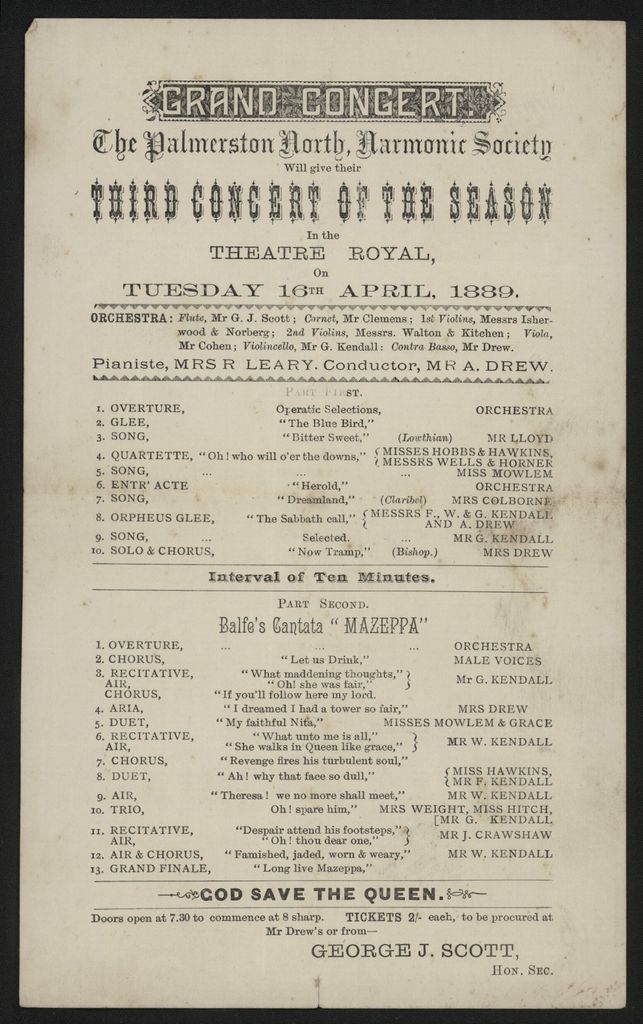 GRAND CONCERT.
The Palmerston North, Harmonic Society
Will give their
THIRD CONCERT OF THE SEASON
In the
THEATRE ROYAL,
On
TUESDAY 16TH APRIL, 1889.
ORCHESTRA: Flute, Mr G. J. Scott; Cornet, Mr Clemens; 1st Violins, Messrs Isher-
wood & Norberg; 2nd Violins, Messrs. Walton & Kitchen; Viola,
Mr Cohen; Violincello, Mr G. Kendall: Contra Basso, Mr Drew.
Pianiste, MRS R LEARY. Conductor, MR A. DREW.
PART FIRST.
1. OVERTURE, Operatic Selections, ORCHESTRA
2. GLEE, "The Blue Bird,"
3. SONG, "Bitter Sweet," (Lowthian) MR LLOYD
4. QUARTETTE, "Oh! who will o'er the downs," { MISSES HOBBS & HAWKINS,
{ MESSRS WELLS & HORNER
5. SONG, ... ... ... MISS MOWLEM
6. ENTR' ACTE "Herold," ORCHESTRA
7. SONG, "Dreamland," (Claribel) MRS COLBORNE
8. ORPHEUS GLEE, "The Sabbath call," { MESSRS F., W. & G. KENDALL
AND A. DREW
9. SONG, ... Selected. ... MR G. KENDALL
10. SOLO & CHORUS, "Now Tramp," (Bishop.) MRS DREW
Interval of Ten Minutes.
PART SECOND.
Balfe's Cantata "MAZEPPA"
1. OVERTURE, ... ... ... ORCHESTRA
2. CHORUS, "Let us Drink," MALE VOICES
3. RECITATIVE, "What maddening thoughts," }
AIR, "Oh! she was fair," } Mr G. KENDALL
CHORUS, "If you'll follow here my lord.
4. ARIA, "I dreamed I had a tower so fair," MRS DREW
5. DUET, "My faithful Nita," MISSES MOWLEM & GRACE
6. RECITATIVE, "What unto me is all," }
AIR, "She walks in Queen like grace," } MR W. KENDALL
7. CHORUS, "Revenge fires his turbulent soul,"
8. DUET, "Ah! why that face so dull," { MISS HAWKINS,
{ MR F. KENDALL
9. AIR, "Theresa! we no more shall meet," MR W. KENDALL
10. TRIO, Oh! spare him," MRS WEIGHT, MISS HITCH,
[MR G. KENDALL
11. RECITATIVE, "Despair attend his footsteps," }
AIR, "Oh! thou dear one," } MR J. CRAWSHAW
12. AIR & CHORUS, "Famished, jaded, worn & weary," MR W. KENDALL
13. GRAND FINALE, "Long live Mazeppa,"
GOD SAVE THE QUEEN.
Doors open at 7.30 to commence at 8 sharp. TICKETS 2/- each, to be procured at
Mr Drew's or from—
GEORGE J. SCOTT,
HON. SEC.